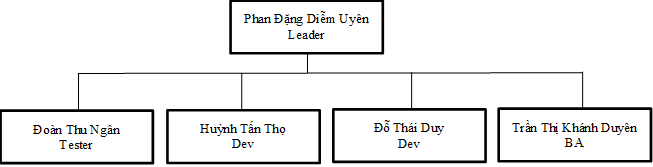 Phan Đặng Diễm Uyên
Leader
Đoàn Thu Ngân
Tester
Huỳnh Tấn Thọ
Dev
Đỗ Thái Duy
Dev
Trần Thị Khánh Duyên
BA